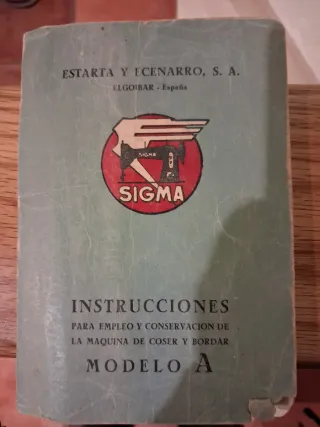 ESTARTA Y ECENARRO, S. A.
ELGOIBAR - España
SIGMA
SIGMA
INSTRUCCIONES
PARA EMPLEO Y CONSERVACION DE
LA MAQUINA DE COSER Y BORDAR
MODELO A